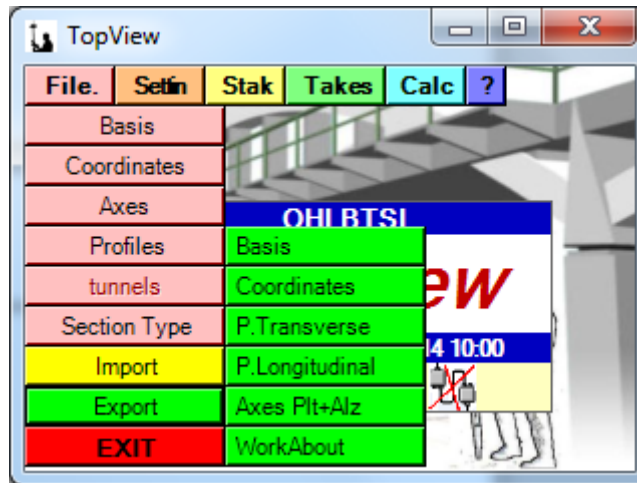 TopView
File. Settin Stak Takes Calc ?
Basis
Coordinates
Axes
Profiles
tunnels
Section Type
Import
Export
EXIT
Basis
Coordinates
P.Transverse
P.Longitudinal
Axes Plt+Alz
WorkAbout
10:00